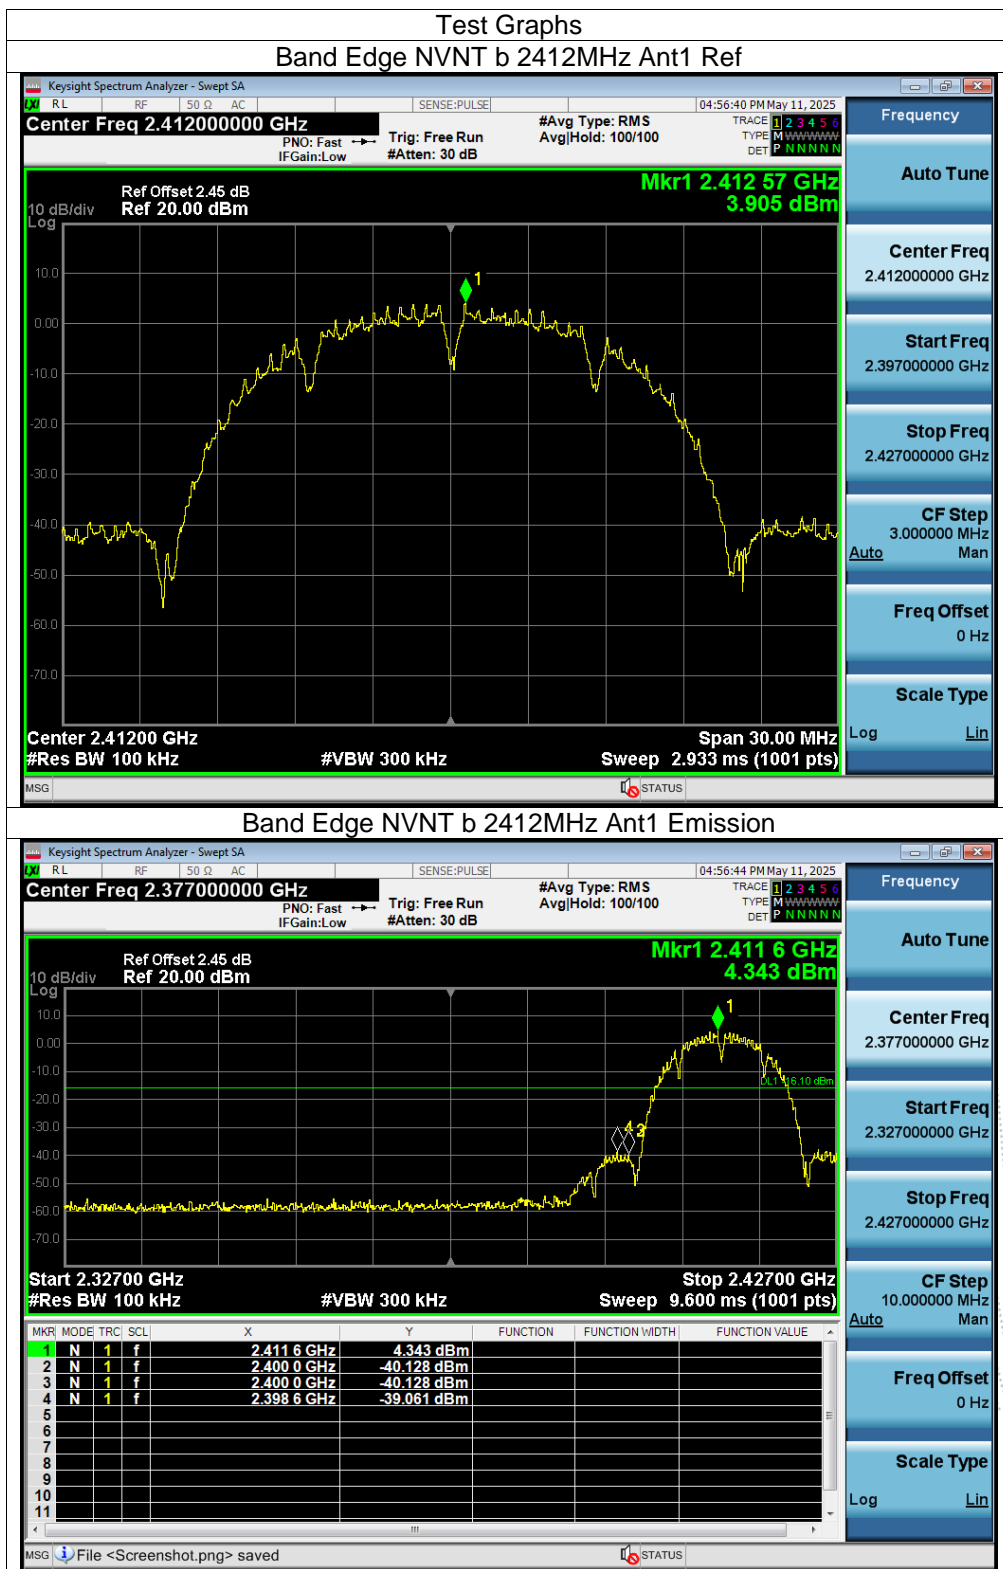 Test Graphs
Band Edge NVNT b 2412MHz Ant1 Ref
Keysight Spectrum Analyzer - Swept SA
LXI RL RF 50 Ω AC SENSE:PULSE 04:56:40 PM May 11, 2025
Center Freq 2.412000000 GHz
PNO: Fast
IFGain:Low
Trig: Free Run
#Atten: 30 dB
#Avg Type: RMS
Avg|Hold: 100/100
TRACE 1 2 3 4 5 6
TYPE M WWWWW
DET P N N N N N
Ref Offset 2.45 dB
10 dB/div Ref 20.00 dBm
Log
Mkr1 2.412 57 GHz
3.905 dBm
1
10.0
0.00
-10.0
-20.0
-30.0
-40.0
-50.0
-60.0
-70.0
Center 2.41200 GHz Span 30.00 MHz
#Res BW 100 kHz #VBW 300 kHz Sweep 2.933 ms (1001 pts)
MSG STATUS
Frequency
Auto Tune
Center Freq
2.412000000 GHz
Start Freq
2.397000000 GHz
Stop Freq
2.427000000 GHz
CF Step
3.000000 MHz
Auto Man
Freq Offset
0 Hz
Scale Type
Log Lin
Band Edge NVNT b 2412MHz Ant1 Emission
Keysight Spectrum Analyzer - Swept SA
LXI RL RF 50 Ω AC SENSE:PULSE 04:56:44 PM May 11, 2025
Center Freq 2.377000000 GHz
PNO: Fast
IFGain:Low
Trig: Free Run
#Atten: 30 dB
#Avg Type: RMS
Avg|Hold: 100/100
TRACE 1 2 3 4 5 6
TYPE M WWWWW
DET P N N N N N
Ref Offset 2.45 dB
10 dB/div Ref 20.00 dBm
Log
Mkr1 2.411 6 GHz
4.343 dBm
1
10.0
0.00
-10.0
DL1 -16.10 dBm
-20.0
-30.0
-40.0
-50.0
-60.0
-70.0
Start 2.32700 GHz Stop 2.42700 GHz
#Res BW 100 kHz #VBW 300 kHz Sweep 9.600 ms (1001 pts)
MKR MODE TRC SCL X Y FUNCTION FUNCTION WIDTH FUNCTION VALUE
1 N 1 f 2.411 6 GHz 4.343 dBm
2 N 1 f 2.400 0 GHz -40.128 dBm
3 N 1 f 2.400 0 GHz -40.128 dBm
4 N 1 f 2.398 6 GHz -39.061 dBm
5
6
7
8
9
10
11
MSG File <Screenshot.png> saved STATUS
Frequency
Auto Tune
Center Freq
2.377000000 GHz
Start Freq
2.327000000 GHz
Stop Freq
2.427000000 GHz
CF Step
10.000000 MHz
Auto Man
Freq Offset
0 Hz
Scale Type
Log Lin